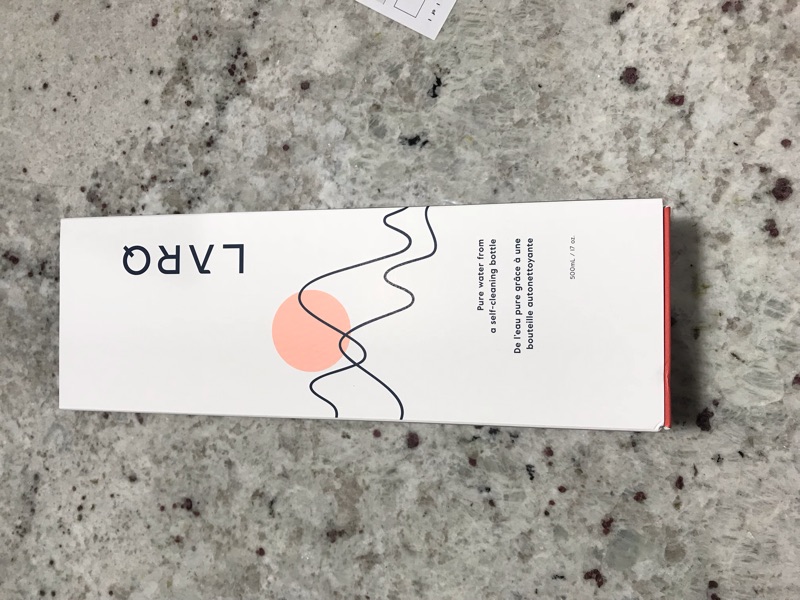 LARQ
Pure water from
a self-cleaning bottle
De l'eau pure grâce à une
bouteille autonettoyante
500mL / 17 oz.